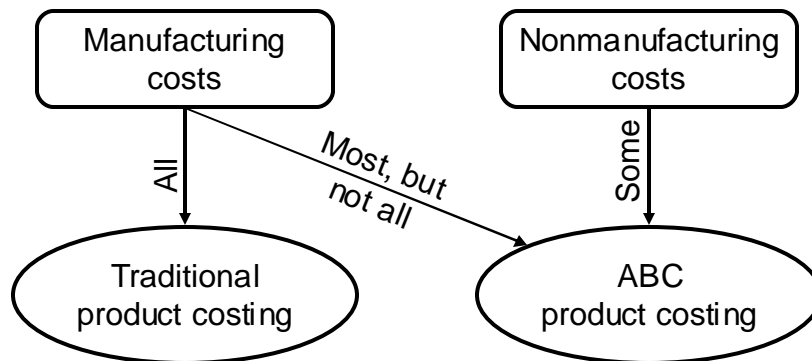 Manufacturing
costs
Nonmanufacturing
costs
All
Most, but
not all
Some
Traditional
product costing
ABC
product costing